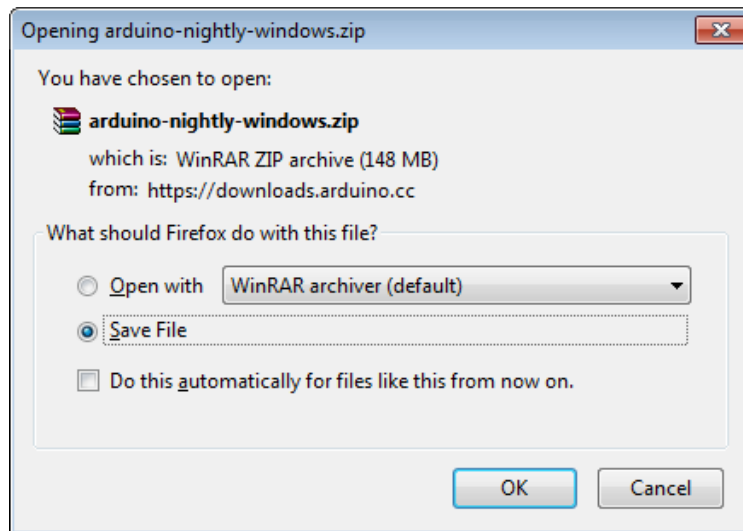 Opening arduino-nightly-windows.zip
You have chosen to open:
arduino-nightly-windows.zip
which is: WinRAR ZIP archive (148 MB)
from: https://downloads.arduino.cc
What should Firefox do with this file?
Open with WinRAR archiver (default)
Save File
Do this automatically for files like this from now on.
OK Cancel